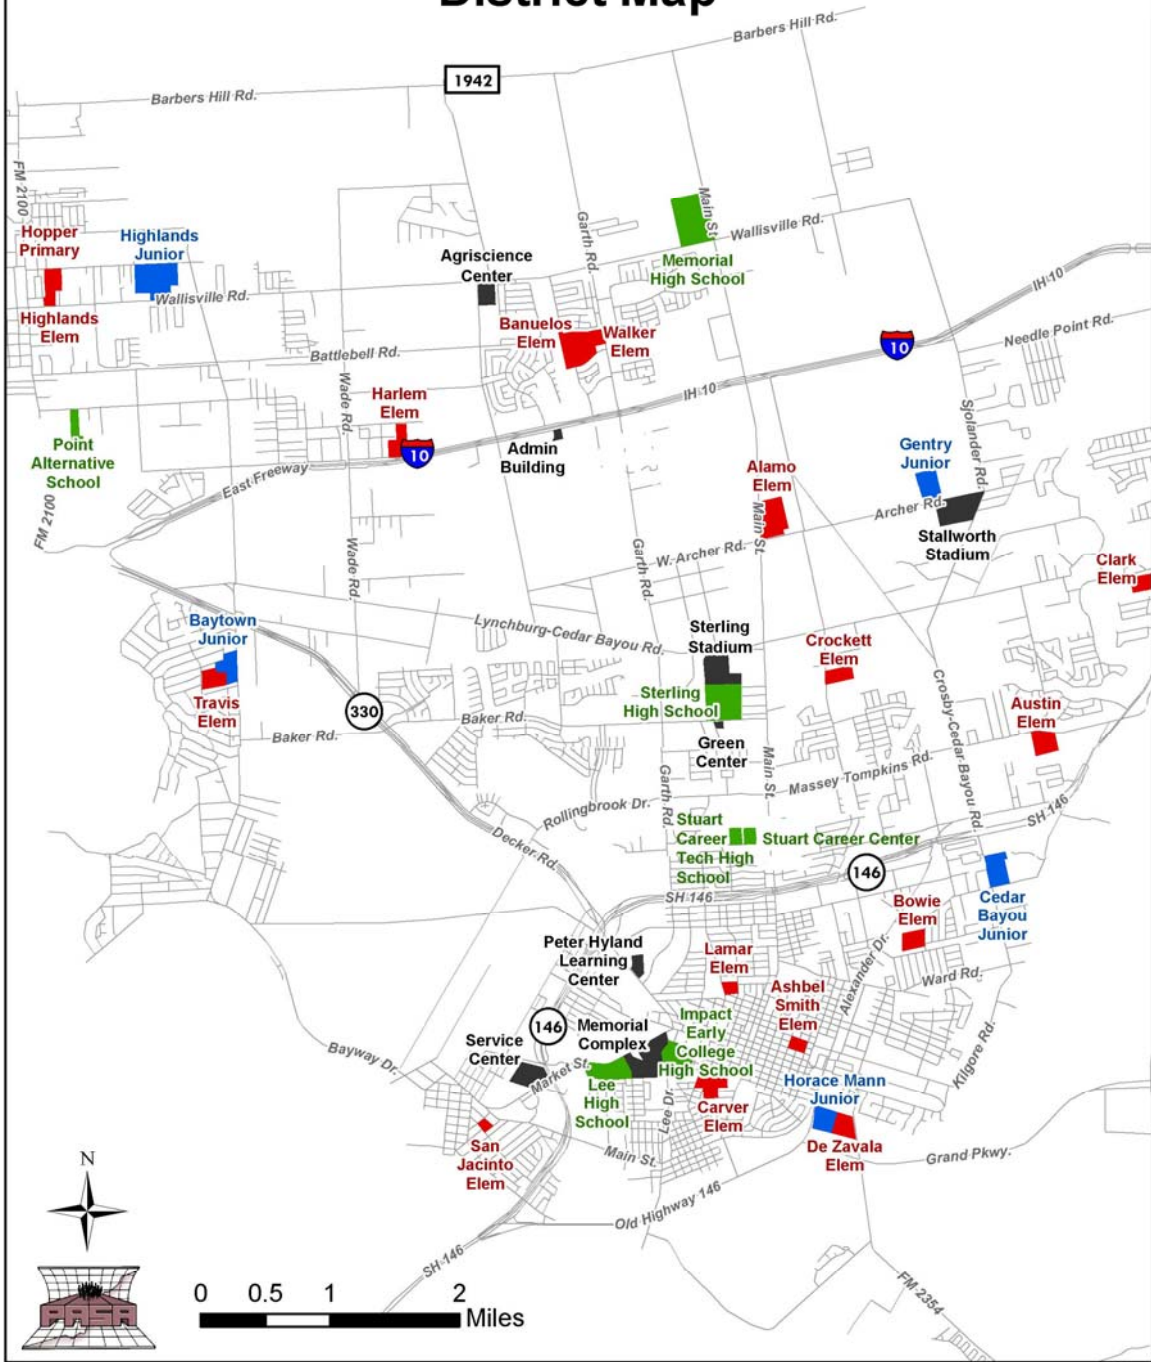 District Map
Barbers Hill Rd.
1942
Barbers Hill Rd.
FM 2100
Main St.
Garth Rd.
Wallisville Rd.
Hopper
Primary
Highlands
Junior
Agriscience
Center
Memorial
High School
IH 10
Wallisville Rd.
Highlands
Elem
Banuelos
Elem
Walker
Elem
Needle Point Rd.
10
Battlebell Rd.
Wade Rd.
IH 10
Harlem
Elem
Sjolander Rd.
Point
Alternative
School
10
Admin
Building
Gentry
Junior
Alamo
Elem
East Freeway
FM 2100
Main St.
Archer Rd.
Stallworth
Stadium
Wade Rd.
Garth Rd.
W. Archer Rd.
Clark
Elem
Baytown
Junior
Lynchburg-Cedar Bayou Rd.
Sterling
Stadium
Crockett
Elem
Travis
Elem
330
Sterling
High School
Crosby-Cedar Bayou Rd.
Austin
Elem
Baker Rd.
Baker Rd.
Green
Center
Main St.
Garth Rd.
Massey Tompkins Rd.
Rollingbrook Dr.
SH 146
Decker Rd.
Stuart
Career
Tech High
School
Stuart Career Center
146
SH 146
Bowie
Elem
Cedar
Bayou
Junior
Peter Hyland
Learning
Center
Lamar
Elem
Alexander Dr.
Ward Rd.
Ashbel
Smith
Elem
146
Memorial
Complex
Impact
Early
College
High School
Service
Center
Bayway Dr.
Market St.
Kilgore Rd.
Lee
High
School
Lee Dr.
Carver
Elem
Horace Mann
Junior
De Zavala
Elem
San
Jacinto
Elem
Main St.
Grand Pkwy.
N
Old Highway 146
SH 146
FM 2354
0 0.5 1 2
Miles